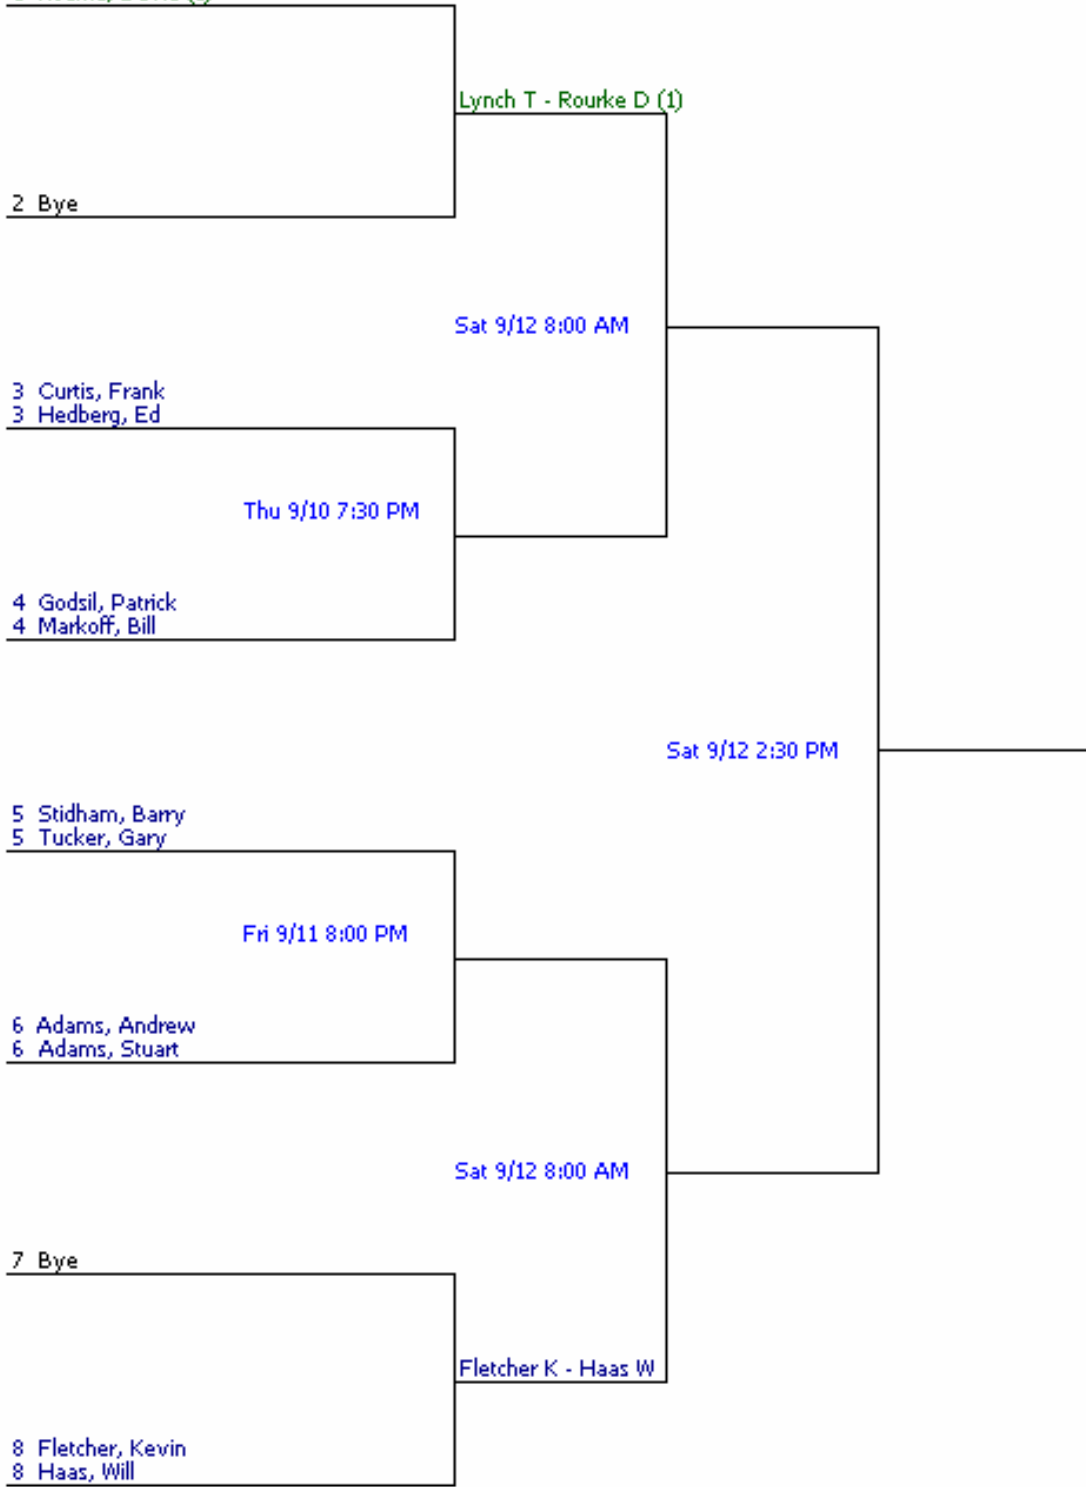 Lynch T - Rourke D (1)
2 Bye
Sat 9/12 8:00 AM
3 Curtis, Frank
3 Hedberg, Ed
Thu 9/10 7:30 PM
4 Godsil, Patrick
4 Markoff, Bill
Sat 9/12 2:30 PM
5 Stidham, Barry
5 Tucker, Gary
Fri 9/11 8:00 PM
6 Adams, Andrew
6 Adams, Stuart
Sat 9/12 8:00 AM
7 Bye
Fletcher K - Haas W
8 Fletcher, Kevin
8 Haas, Will